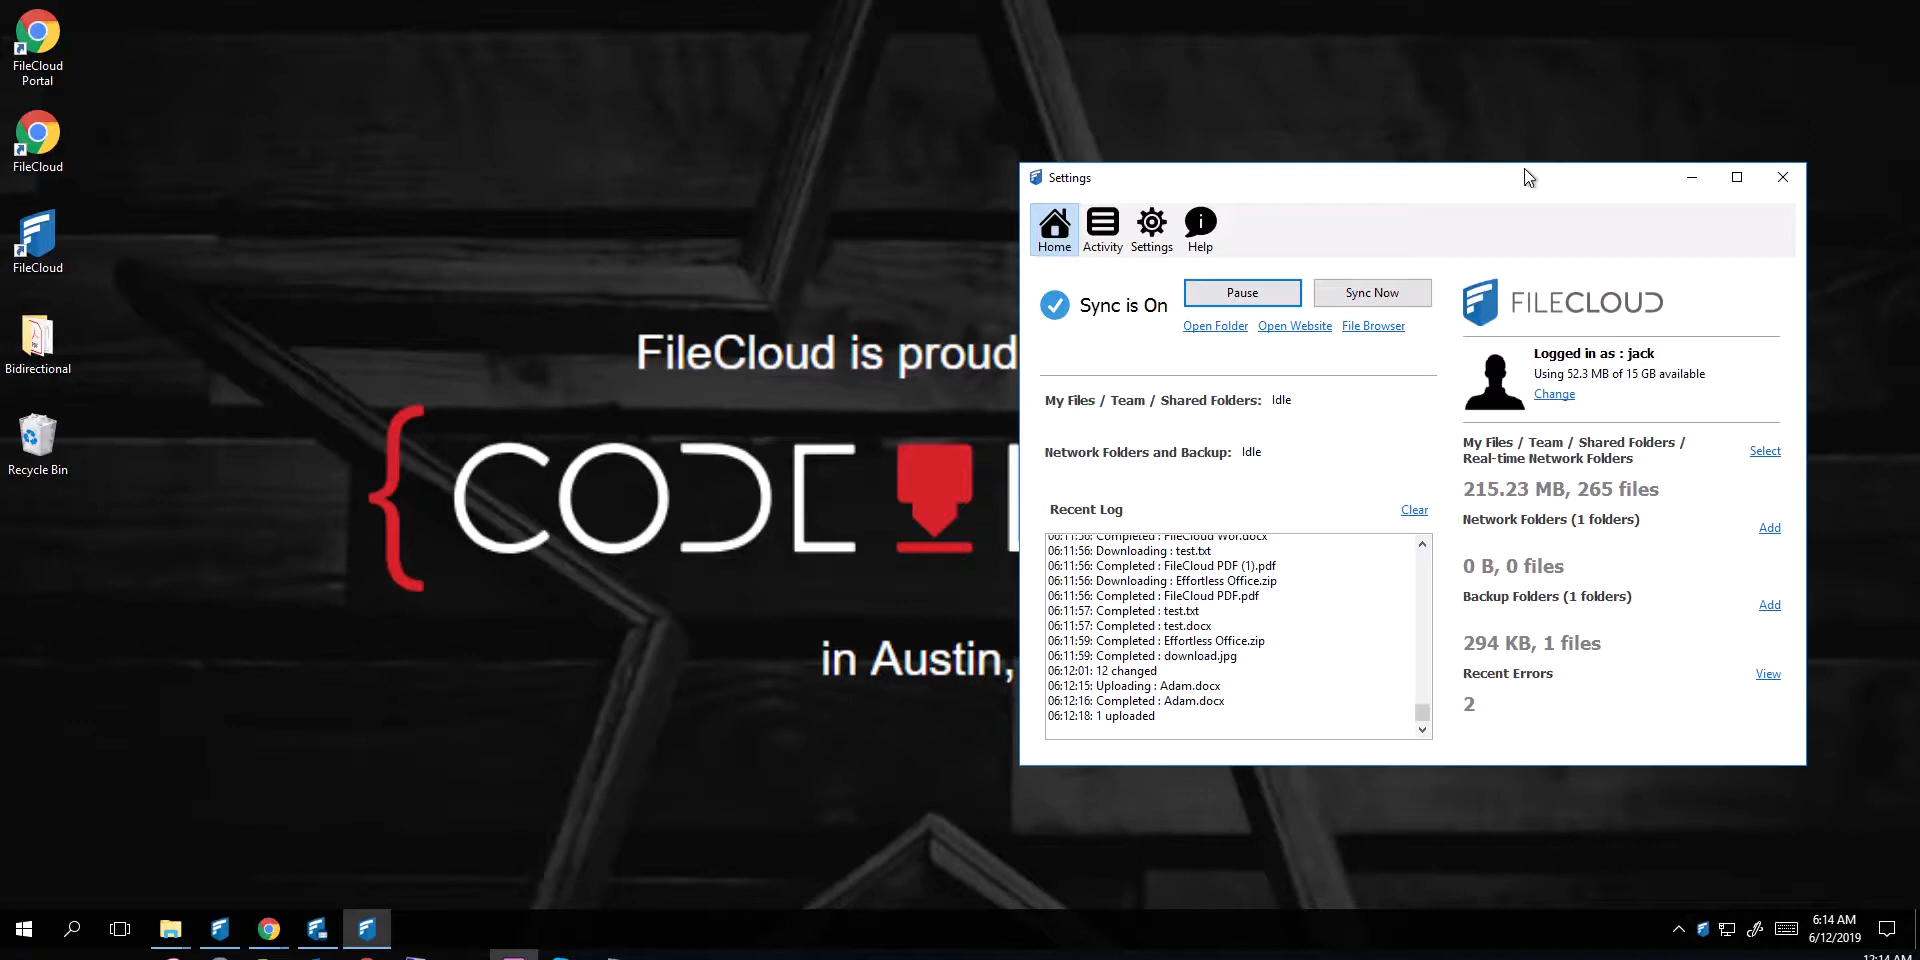 FileCloud
Portal
FileCloud
FileCloud
Bidirectional
Recycle Bin
FileCloud is proud
{CODE
in Austin,
Settings
Home
Activity
Settings
Help
Sync is On
Pause
Sync Now
Open Folder
Open Website
File Browser
My Files / Team / Shared Folders: Idle
Network Folders and Backup: Idle
Recent Log
Clear
06:11:56: Completed : FileCloud Wor.docx
06:11:56: Downloading : test.txt
06:11:56: Completed : FileCloud PDF (1).pdf
06:11:56: Downloading : Effortless Office.zip
06:11:56: Completed : FileCloud PDF.pdf
06:11:57: Completed : test.txt
06:11:57: Completed : test.docx
06:11:59: Completed : Effortless Office.zip
06:11:59: Completed : download.jpg
06:12:01: 12 changed
06:12:15: Uploading : Adam.docx
06:12:16: Completed : Adam.docx
06:12:18: 1 uploaded
FILECLOUD
Logged in as : jack
Using 52.3 MB of 15 GB available
Change
My Files / Team / Shared Folders /
Real-time Network Folders
Select
215.23 MB, 265 files
Network Folders (1 folders)
Add
0 B, 0 files
Backup Folders (1 folders)
Add
294 KB, 1 files
Recent Errors
View
2
6:14 AM
6/12/2019